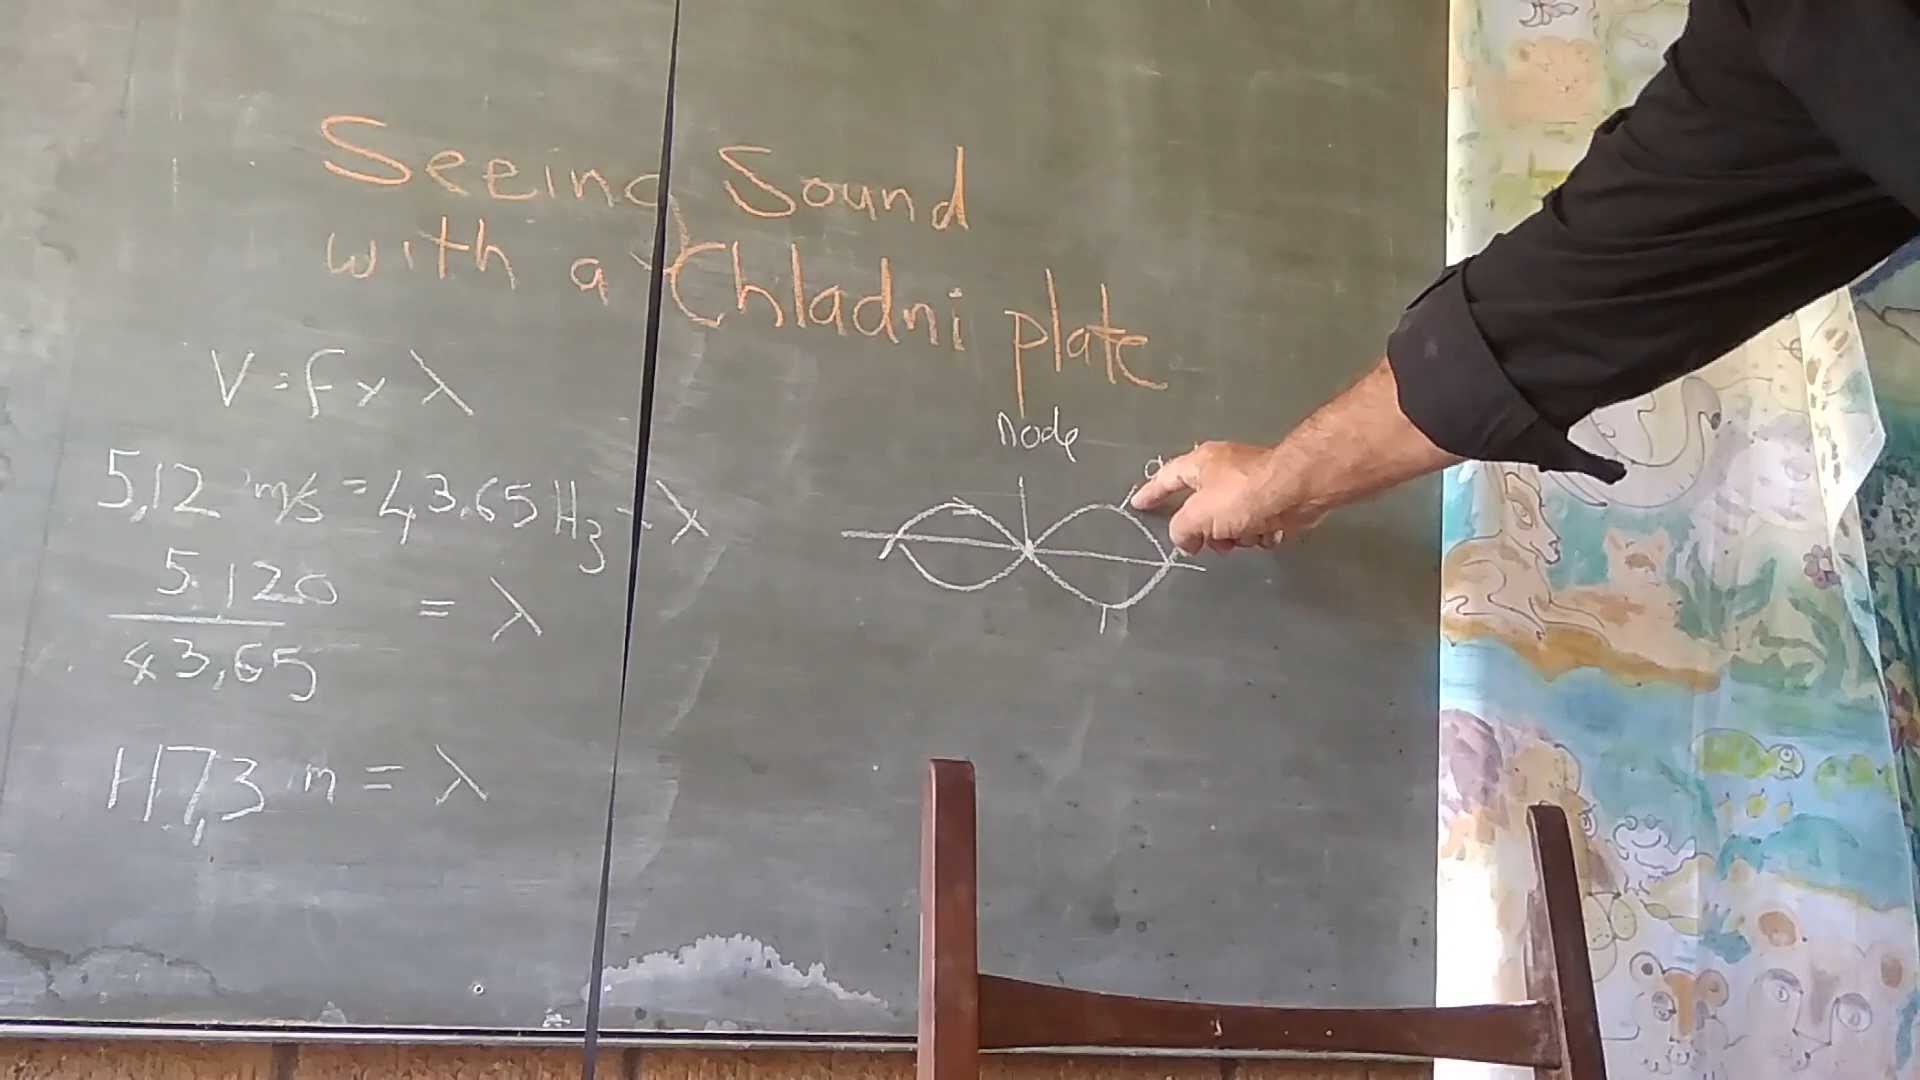 Seeing Sound
with a Chladni plate
V=f×λ
node
5,12 m/s = 43.65 Hz × λ
5.120 = λ
43,65
117,3 m = λ